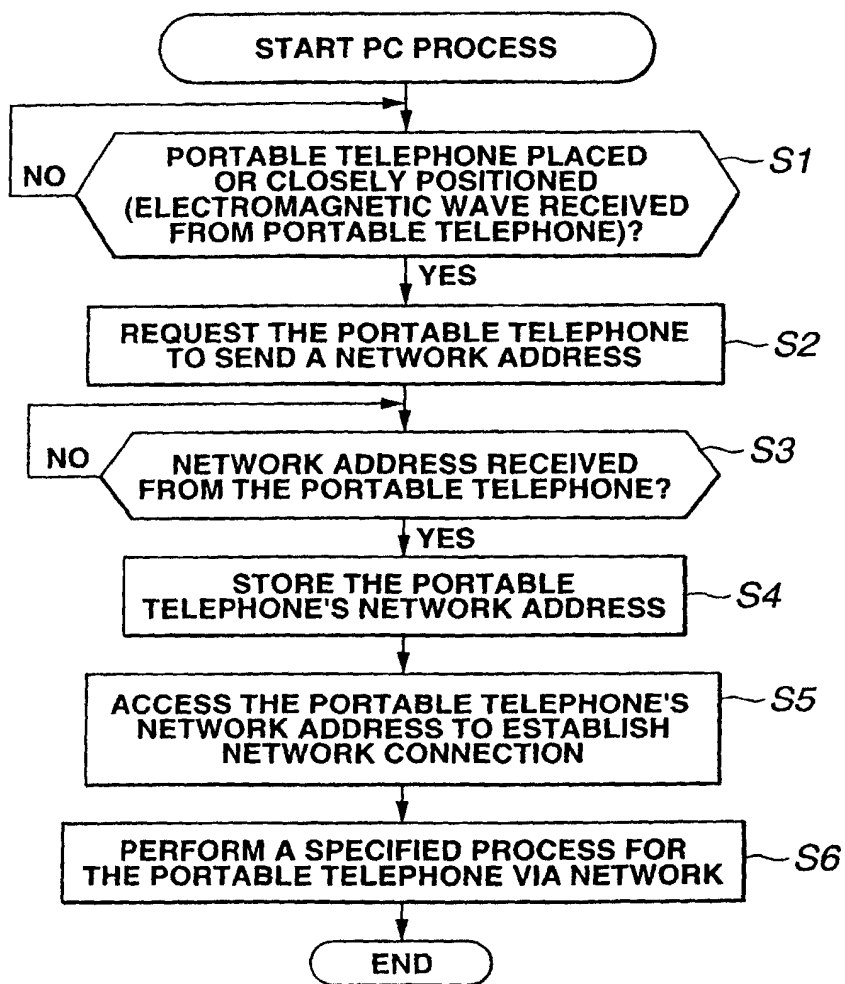 START PC PROCESS
PORTABLE TELEPHONE PLACED
OR CLOSELY POSITIONED
(ELECTROMAGNETIC WAVE RECEIVED
FROM PORTABLE TELEPHONE)?
S1
NO
YES
REQUEST THE PORTABLE TELEPHONE
TO SEND A NETWORK ADDRESS
S2
NETWORK ADDRESS RECEIVED
FROM THE PORTABLE TELEPHONE?
S3
NO
YES
STORE THE PORTABLE
TELEPHONE'S NETWORK ADDRESS
S4
ACCESS THE PORTABLE TELEPHONE'S
NETWORK ADDRESS TO ESTABLISH
NETWORK CONNECTION
S5
PERFORM A SPECIFIED PROCESS FOR
THE PORTABLE TELEPHONE VIA NETWORK
S6
END